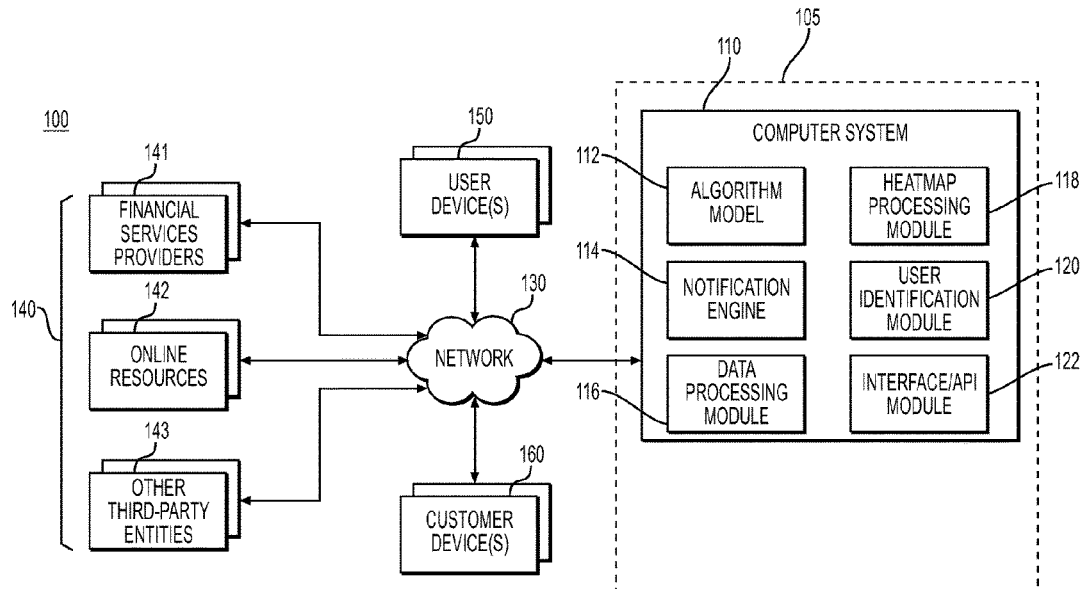 100
105
110
COMPUTER SYSTEM
112
ALGORITHM
MODEL
HEATMAP
PROCESSING
MODULE
118
114
NOTIFICATION
ENGINE
USER
IDENTIFICATION
MODULE
120
116
DATA
PROCESSING
MODULE
INTERFACE/API
MODULE
122
150
USER
DEVICE(S)
130
NETWORK
160
CUSTOMER
DEVICE(S)
140
141
FINANCIAL
SERVICES
PROVIDERS
142
ONLINE
RESOURCES
143
OTHER
THIRD-PARTY
ENTITIES